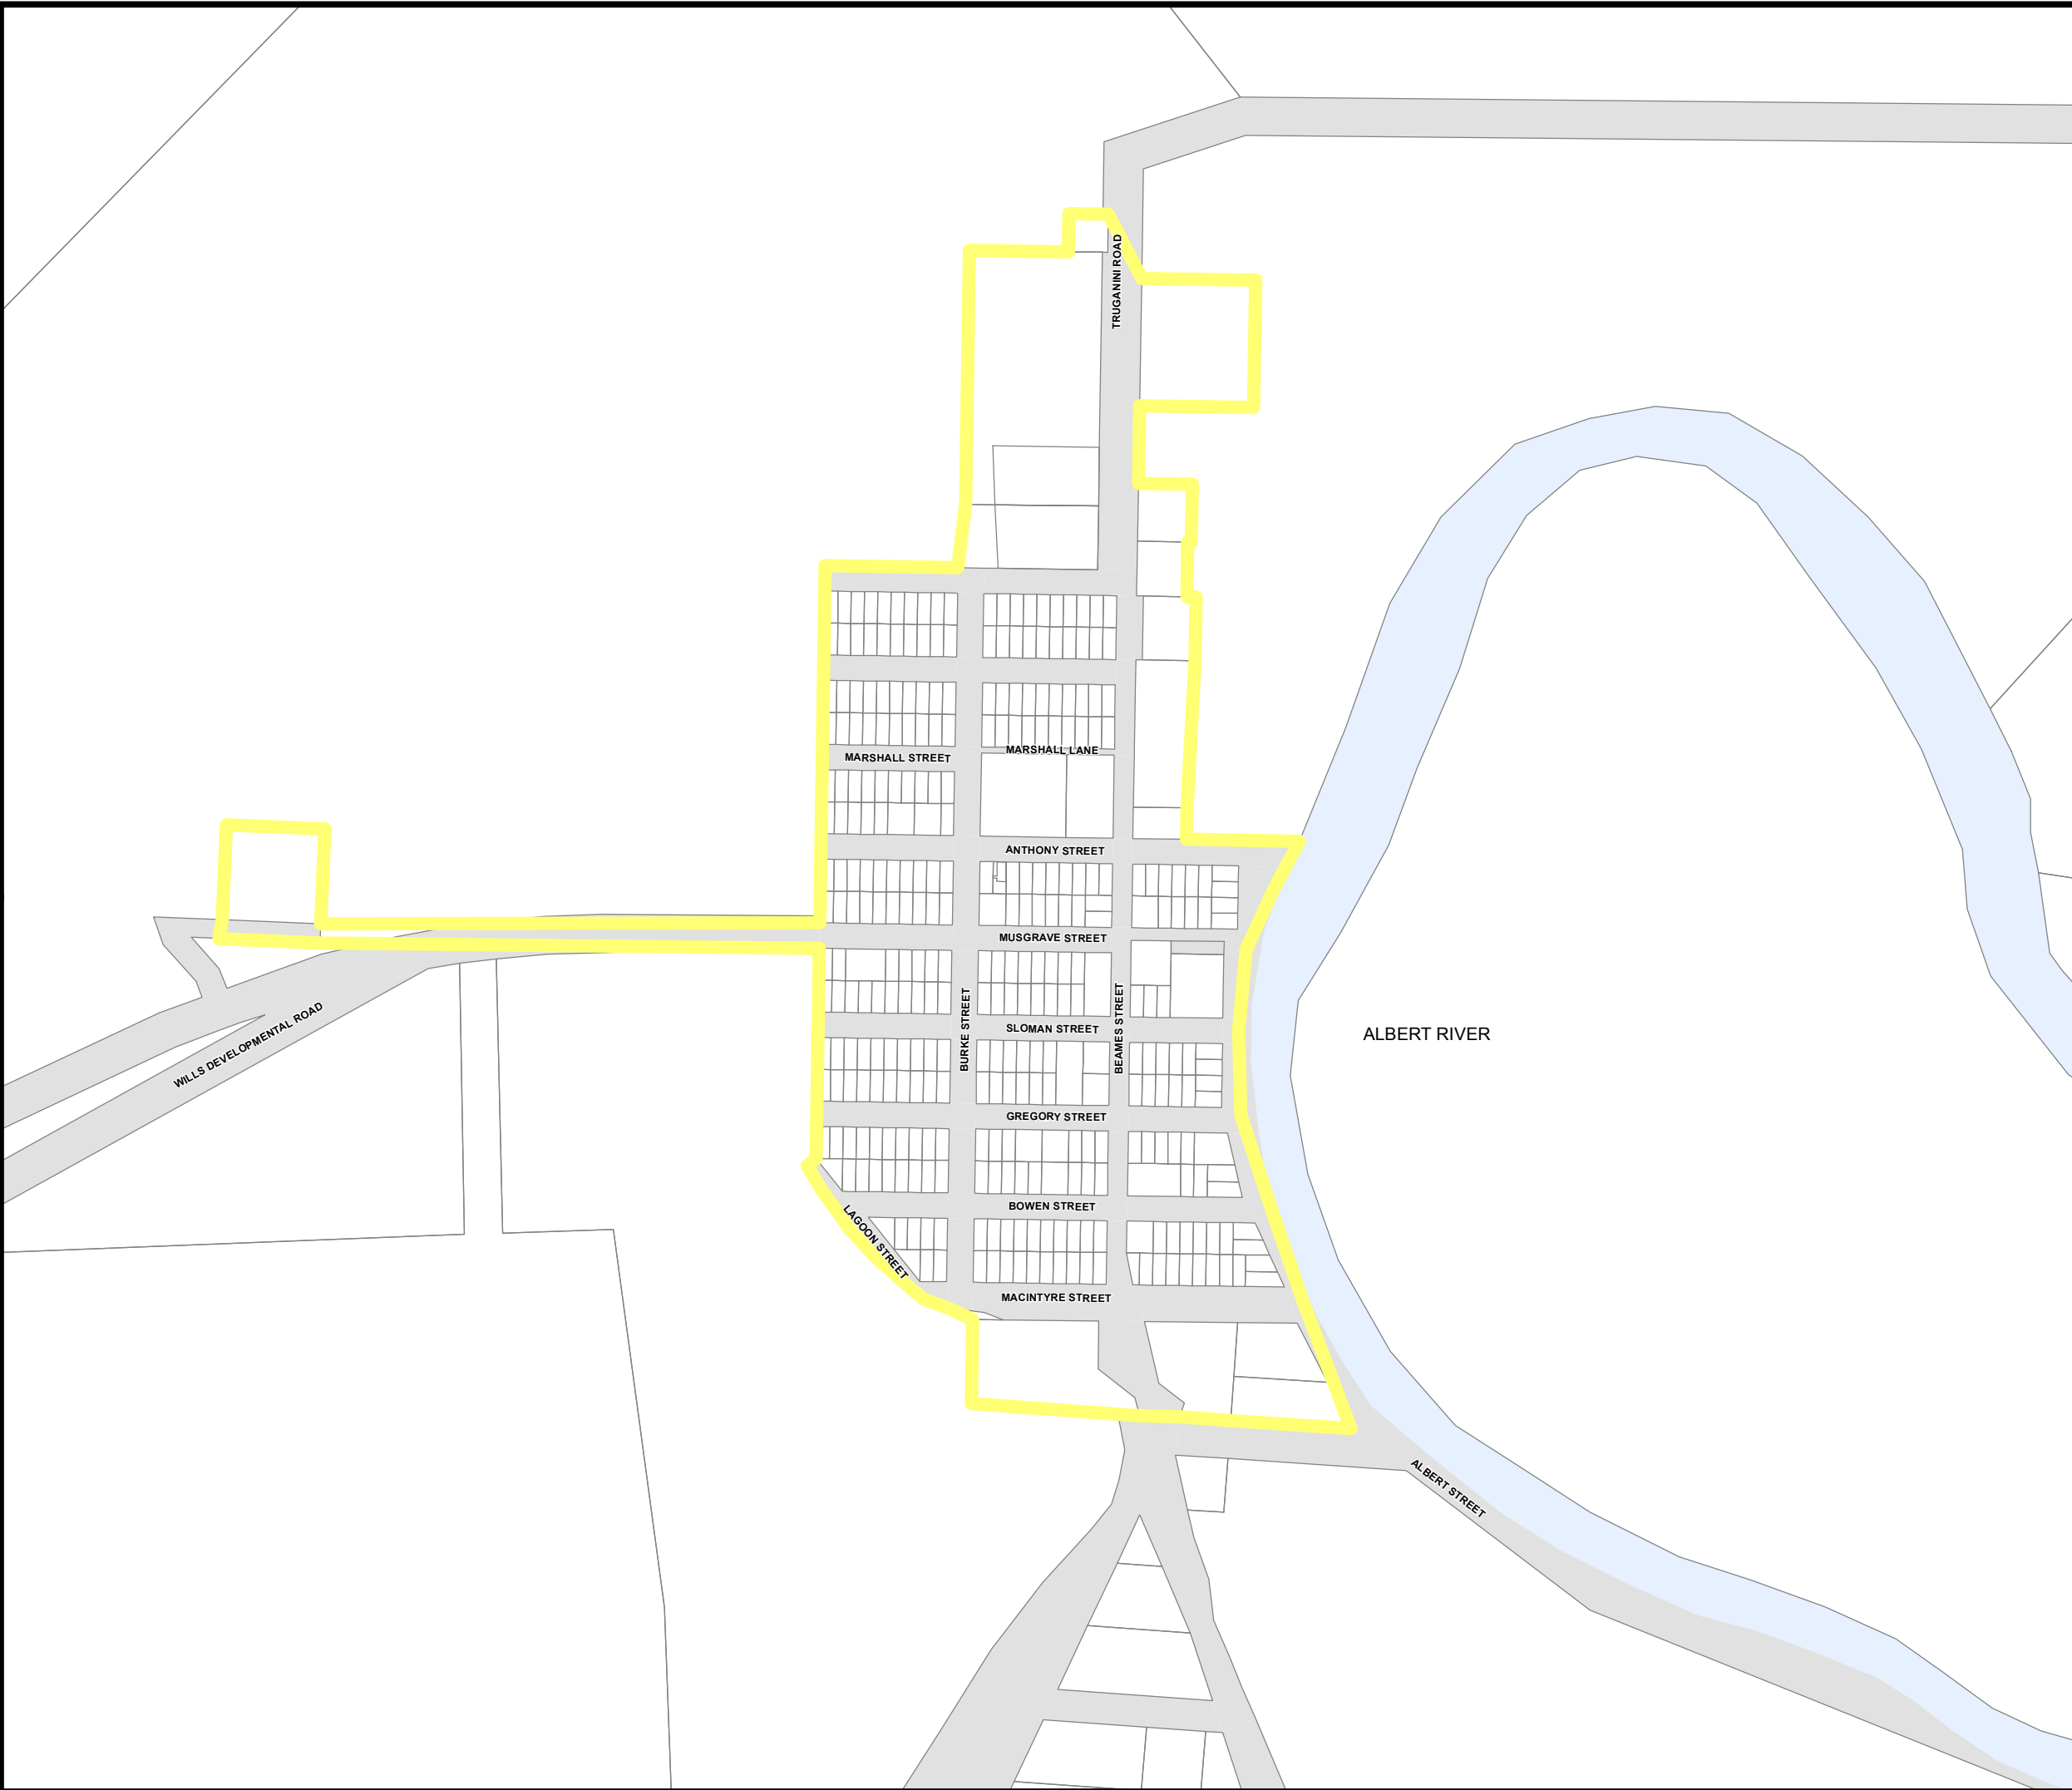 TRUGANINI ROAD
MARSHALL LANE
MARSHALL STREET
ANTHONY STREET
MUSGRAVE STREET
BURKE STREET
BEAMES STREET
SLOMAN STREET
ALBERT RIVER
WILLS DEVELOPMENTAL ROAD
GREGORY STREET
BOWEN STREET
LAGOON STREET
MACINTYRE STREET
ALBERT STREET